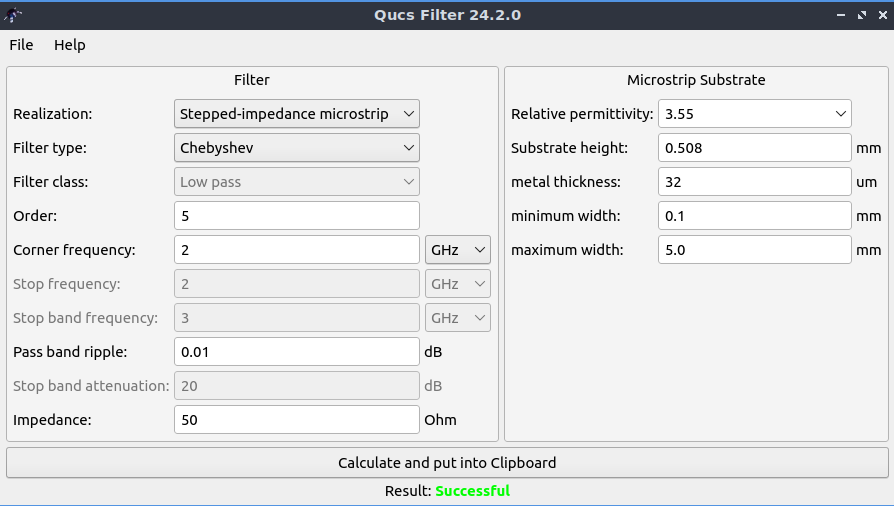 Qucs Filter 24.2.0
File Help
Filter
Realization: Stepped-impedance microstrip
Filter type: Chebyshev
Filter class: Low pass
Order: 5
Corner frequency: 2 GHz
Stop frequency: 2 GHz
Stop band frequency: 3 GHz
Pass band ripple: 0.01 dB
Stop band attenuation: 20 dB
Impedance: 50 Ohm
Microstrip Substrate
Relative permittivity: 3.55
Substrate height: 0.508 mm
metal thickness: 32 um
minimum width: 0.1 mm
maximum width: 5.0 mm
Calculate and put into Clipboard
Result: Successful